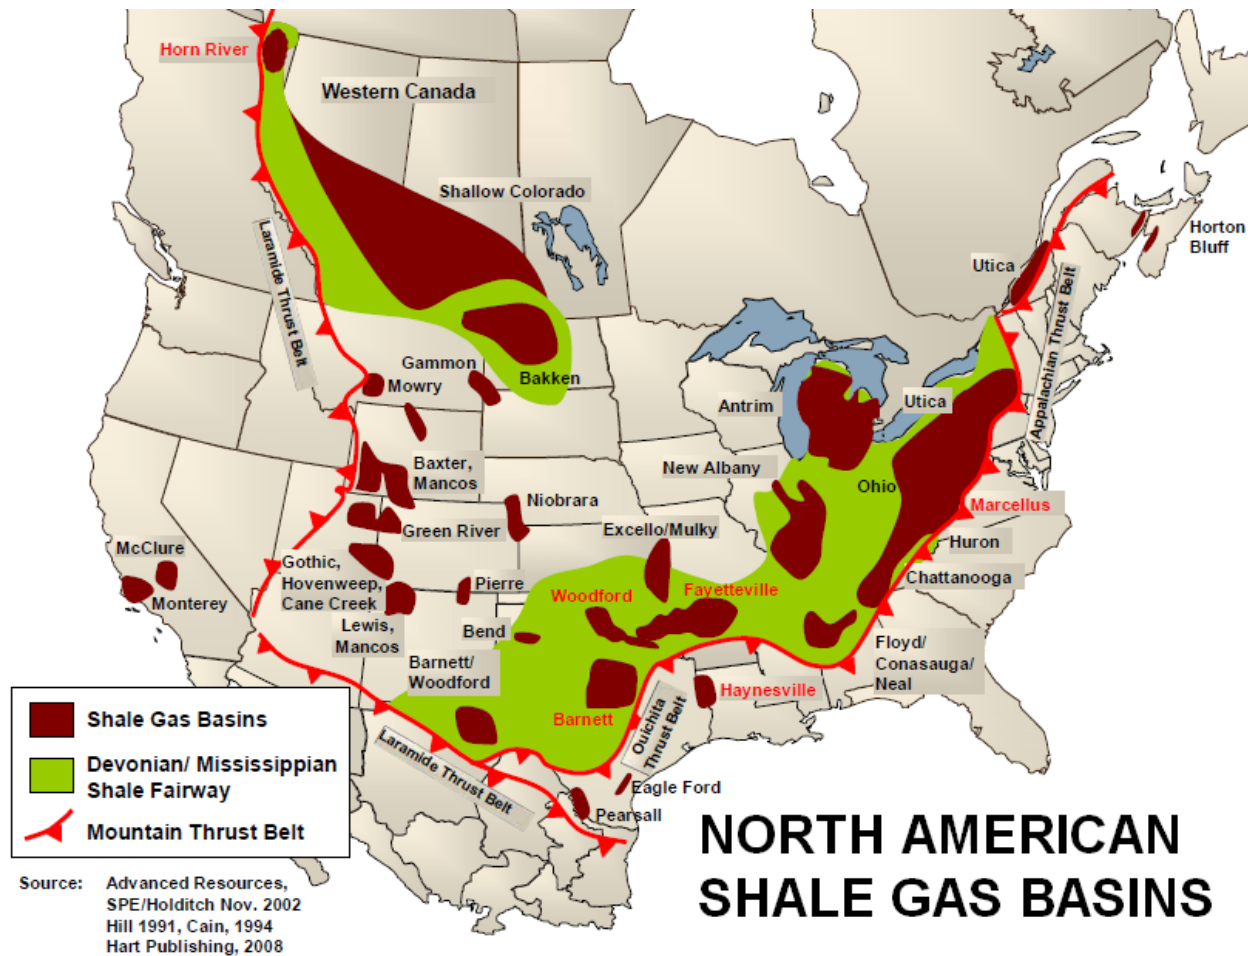 Horn River
Western Canada
Shallow Colorado
Laramide Thrust Belt
Horton
Bluff
Utica
Appalachian Thrust Belt
Gammon
Mowry
Bakken
Antrim
Utica
Baxter,
Mancos
New Albany
Ohio
Niobrara
Marcellus
Green River
Excello/Mulky
Huron
McClure
Gothic,
Hovenweep,
Cane Creek
Pierre
Woodford
Fayetteville
Chattanooga
Monterey
Lewis,
Mancos
Bend
Floyd/
Conasauga/
Neal
Barnett/
Woodford
Haynesville
Barnett
Ouichita
Thrust Belt
Laramide Thrust Belt
Eagle Ford
Pearsall
Shale Gas Basins
Devonian/ Mississippian
Shale Fairway
Mountain Thrust Belt
NORTH AMERICAN
SHALE GAS BASINS
Source: Advanced Resources,
SPE/Holditch Nov. 2002
Hill 1991, Cain, 1994
Hart Publishing, 2008